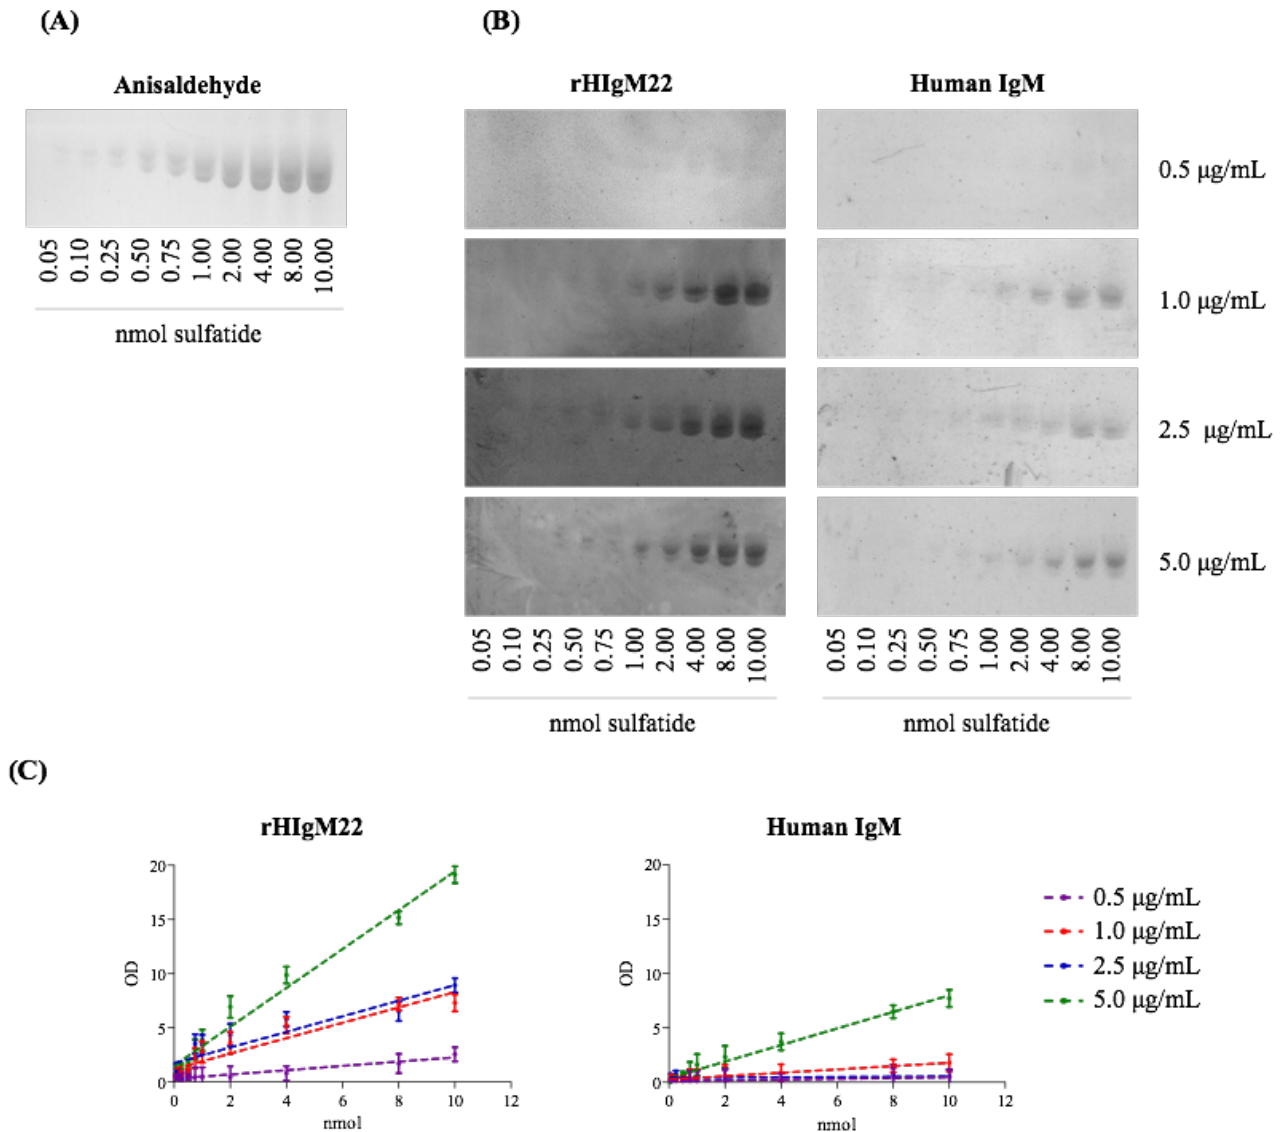 (A)
Anisaldehyde
0.05 0.10 0.25 0.50 0.75 1.00 2.00 4.00 8.00 10.00
nmol sulfatide
(B)
rHIgM22 Human IgM
0.5 μg/mL
1.0 μg/mL
2.5 μg/mL
5.0 μg/mL
0.05 0.10 0.25 0.50 0.75 1.00 2.00 4.00 8.00 10.00
nmol sulfatide
0.05 0.10 0.25 0.50 0.75 1.00 2.00 4.00 8.00 10.00
nmol sulfatide
(C)
rHIgM22
20
15
10
5
0
OD
0 2 4 6 8 10 12
nmol
Human IgM
20
15
10
5
0
OD
0 2 4 6 8 10 12
nmol
0.5 μg/mL
1.0 μg/mL
2.5 μg/mL
5.0 μg/mL